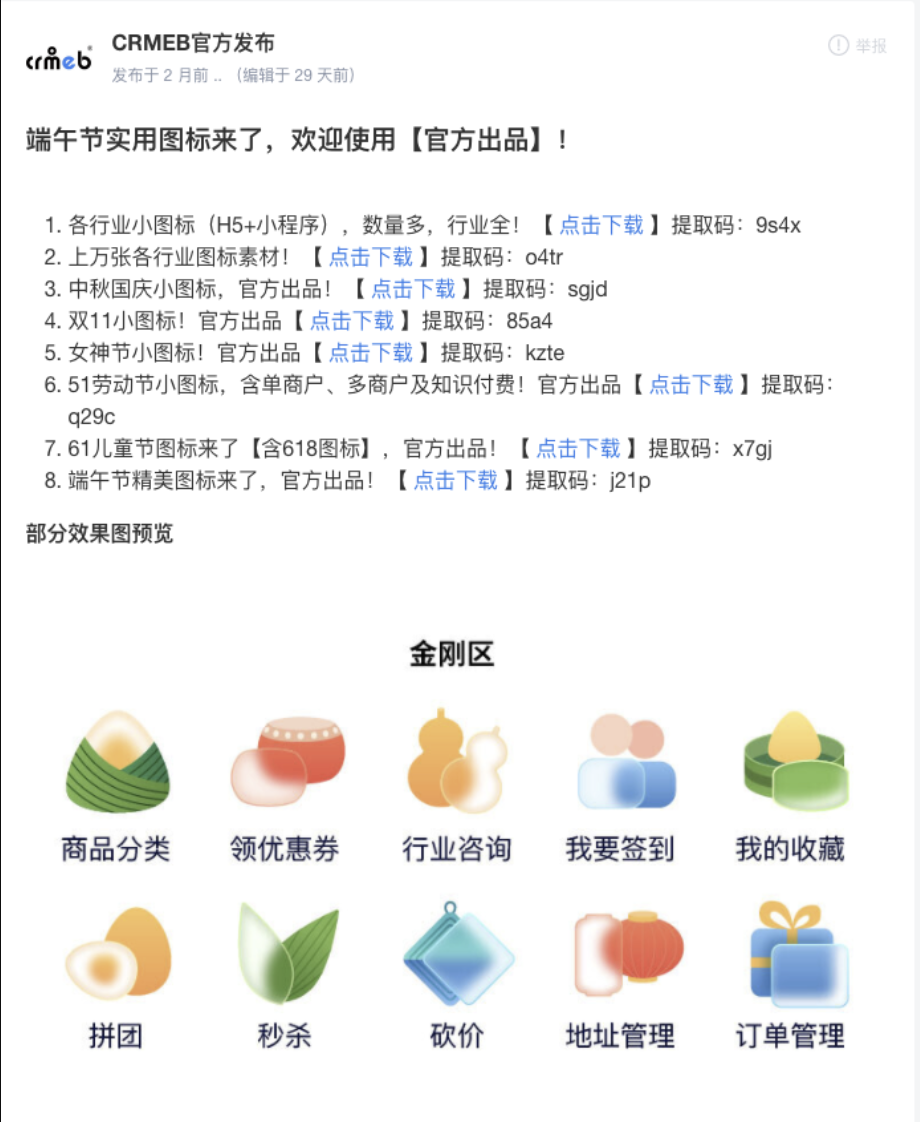 crmeb
CRMEB官方发布
举报
发布于 2 月前 .. (编辑于 29 天前)
端午节实用图标来了，欢迎使用【官方出品】！
1. 各行业小图标（H5+小程序），数量多，行业全！【 点击下载 】提取码：9s4x
2. 上万张各行业图标素材！【 点击下载 】提取码：o4tr
3. 中秋国庆小图标，官方出品！【 点击下载 】提取码：sgjd
4. 双11小图标！官方出品【 点击下载 】提取码：85a4
5. 女神节小图标！官方出品【 点击下载 】提取码：kzte
6. 51劳动节小图标，含单商户、多商户及知识付费！官方出品【 点击下载 】提取码：
q29c
7. 61儿童节图标来了【含618图标】，官方出品！【 点击下载 】提取码：x7gj
8. 端午节精美图标来了，官方出品！【 点击下载 】提取码：j21p
部分效果图预览
金刚区
商品分类 领优惠券 行业咨询 我要签到 我的收藏
拼团 秒杀 砍价 地址管理 订单管理